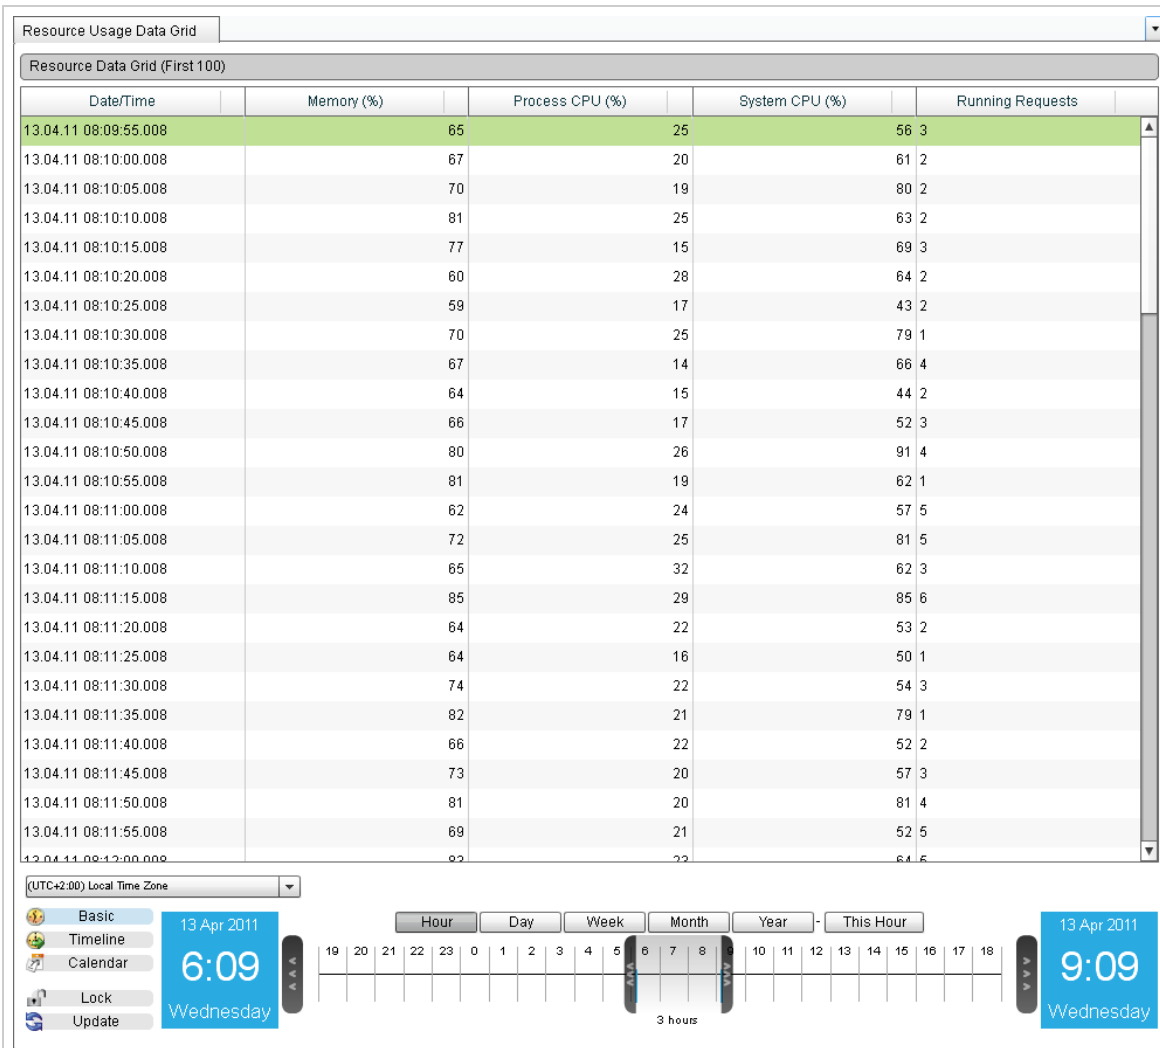 Resource Usage Data Grid
Resource Data Grid (First 100)
Date/Time Memory (%) Process CPU (%) System CPU (%) Running Requests
13.04.11 08:09:55.008 65 25 56 3
13.04.11 08:10:00.008 67 20 61 2
13.04.11 08:10:05.008 70 19 80 2
13.04.11 08:10:10.008 81 25 63 2
13.04.11 08:10:15.008 77 15 69 3
13.04.11 08:10:20.008 60 28 64 2
13.04.11 08:10:25.008 59 17 43 2
13.04.11 08:10:30.008 70 25 79 1
13.04.11 08:10:35.008 67 14 66 4
13.04.11 08:10:40.008 64 15 44 2
13.04.11 08:10:45.008 66 17 52 3
13.04.11 08:10:50.008 80 26 91 4
13.04.11 08:10:55.008 81 19 62 1
13.04.11 08:11:00.008 62 24 57 5
13.04.11 08:11:05.008 72 25 81 5
13.04.11 08:11:10.008 65 32 62 3
13.04.11 08:11:15.008 85 29 85 6
13.04.11 08:11:20.008 64 22 53 2
13.04.11 08:11:25.008 64 16 50 1
13.04.11 08:11:30.008 74 22 54 3
13.04.11 08:11:35.008 82 21 79 1
13.04.11 08:11:40.008 66 22 52 2
13.04.11 08:11:45.008 73 20 57 3
13.04.11 08:11:50.008 81 20 81 4
13.04.11 08:11:55.008 69 21 52 5
13.04.11 08:12:00.008
(UTC+2:00) Local Time Zone
Basic
Timeline
Calendar
Lock
Update
13 Apr 2011
6:09
Wednesday
Hour Day Week Month Year - This Hour
19 20 21 22 23 0 1 2 3 4 5 6 7 8 9 10 11 12 13 14 15 16 17 18
3 hours
13 Apr 2011
9:09
Wednesday